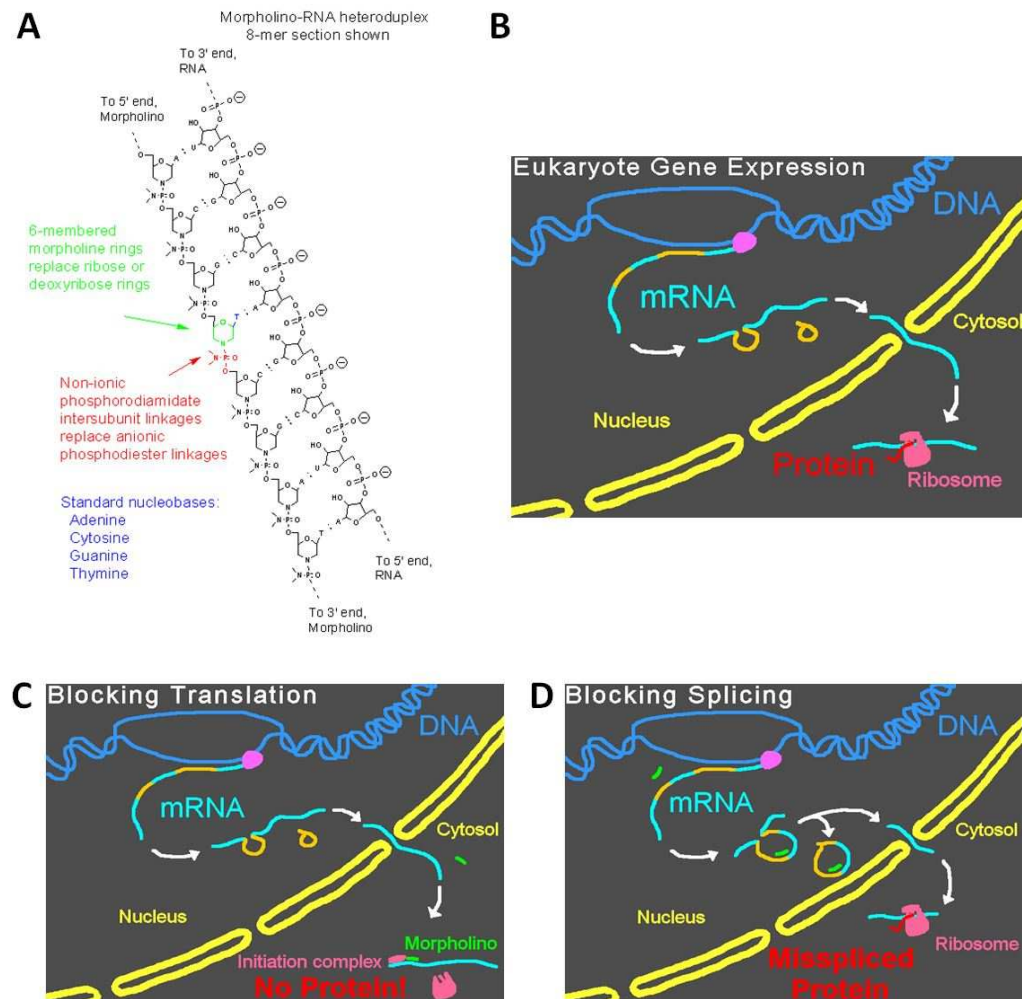 A
Morpholino-RNA heteroduplex
8-mer section shown
To 3' end,
RNA
To 5' end,
Morpholino
A U
C G
G C
T A
C G
G C
A U
T A
6-membered
morpholine rings
replace ribose or
deoxyribose rings
Non-ionic
phosphorodiamidate
intersubunit linkages
replace anionic
phosphodiester linkages
Standard nucleobases:
Adenine
Cytosine
Guanine
Thymine
To 5' end,
RNA
To 3' end,
Morpholino
B
Eukaryote Gene Expression
DNA
mRNA
Cytosol
Nucleus
Protein
Ribosome
C
Blocking Translation
DNA
mRNA
Cytosol
Nucleus
Morpholino
Initiation complex
No Protein!
D
Blocking Splicing
DNA
mRNA
Cytosol
Nucleus
Ribosome
Misspliced
Protein